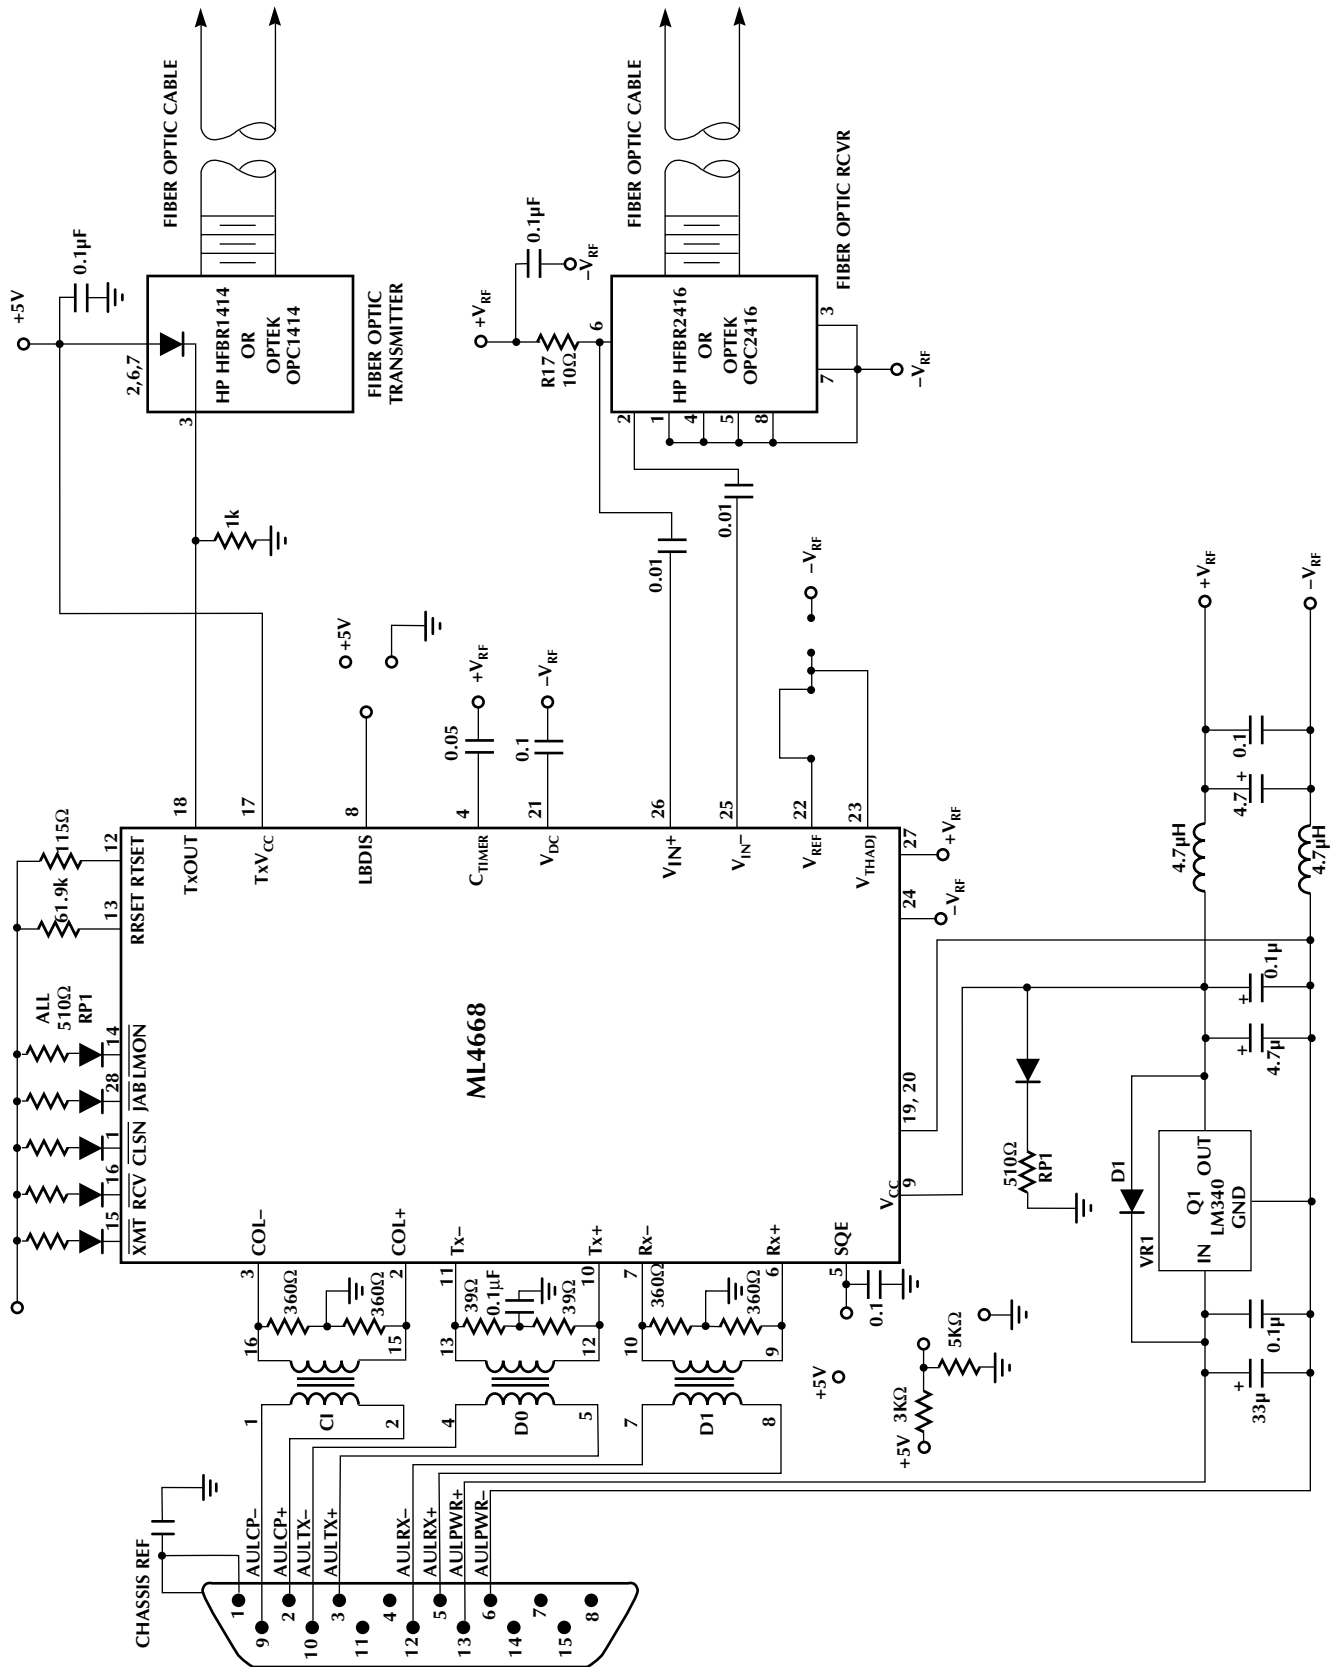 CHASSIS REF
AULCP–
AULCP+
AULTX–
AULTX+
AULRX–
AULRX+
AULPWR+
AULPWR–
1
2
3
4
5
6
7
8
9
10
11
12
13
14
15
1
CI
2
16
15
4
D0
5
13
12
7
D1
8
10
9
360Ω
360Ω
39Ω
0.1µF
39Ω
360Ω
360Ω
3
COL–
2
COL+
11
Tx–
10
Tx+
7
Rx–
6
Rx+
5
SQE
0.1
+5V
+5V
3KΩ
5KΩ
XMT
15
RCV
16
CLSN
1
JAB
28
LMON
14
ALL
510Ω
RP1
RRSET
13
61.9k
RTSET
12
115Ω
ML4668
TxOUT
18
TxVCC
17
LBDIS
8
CTIMER
4
VDC
21
VIN+
26
VIN–
25
VREF
22
VTHADJ
23
27
+VRF
24
–VRF
19, 20
VCC
9
1k
+5V
0.1µF
2,6,7
3
HP HFBR1414
OR
OPTEK
OPC1414
FIBER OPTIC
TRANSMITTER
FIBER OPTIC CABLE
+5V
0.05
+VRF
0.1
–VRF
0.01
0.01
–VRF
+VRF
0.1µF
–VRF
R17
10Ω
6
2
1
4
5
8
7
3
HP HFBR2416
OR
OPTEK
OPC2416
FIBER OPTIC RCVR
FIBER OPTIC CABLE
–VRF
510Ω
RP1
D1
VR1
IN
Q1
LM340
GND
OUT
33µ
+
0.1µ
4.7µ
+
0.1µ
+
4.7µH
4.7µH
4.7
+
0.1
+VRF
–VRF